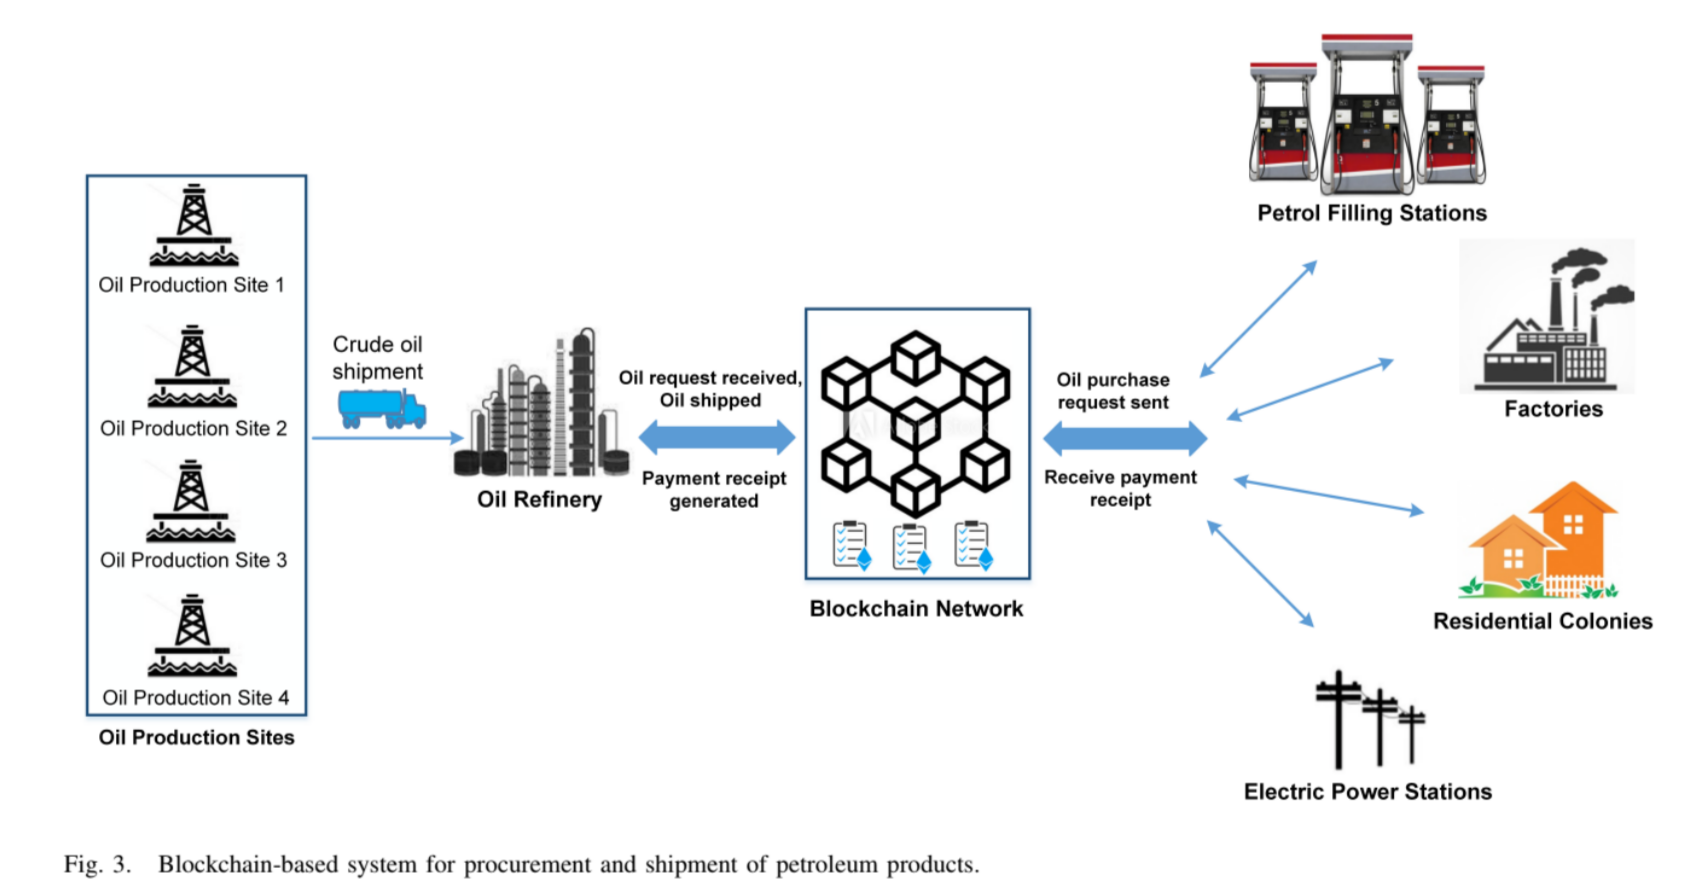 Petrol Filling Stations
Oil Production Site 1
Crude oil
shipment
Oil request received,
Oil shipped
Oil purchase
request sent
Factories
Oil Production Site 2
Payment receipt
generated
Receive payment
receipt
Oil Refinery
Oil Production Site 3
Blockchain Network
Residential Colonies
Oil Production Site 4
Oil Production Sites
Electric Power Stations
Fig. 3. Blockchain-based system for procurement and shipment of petroleum products.